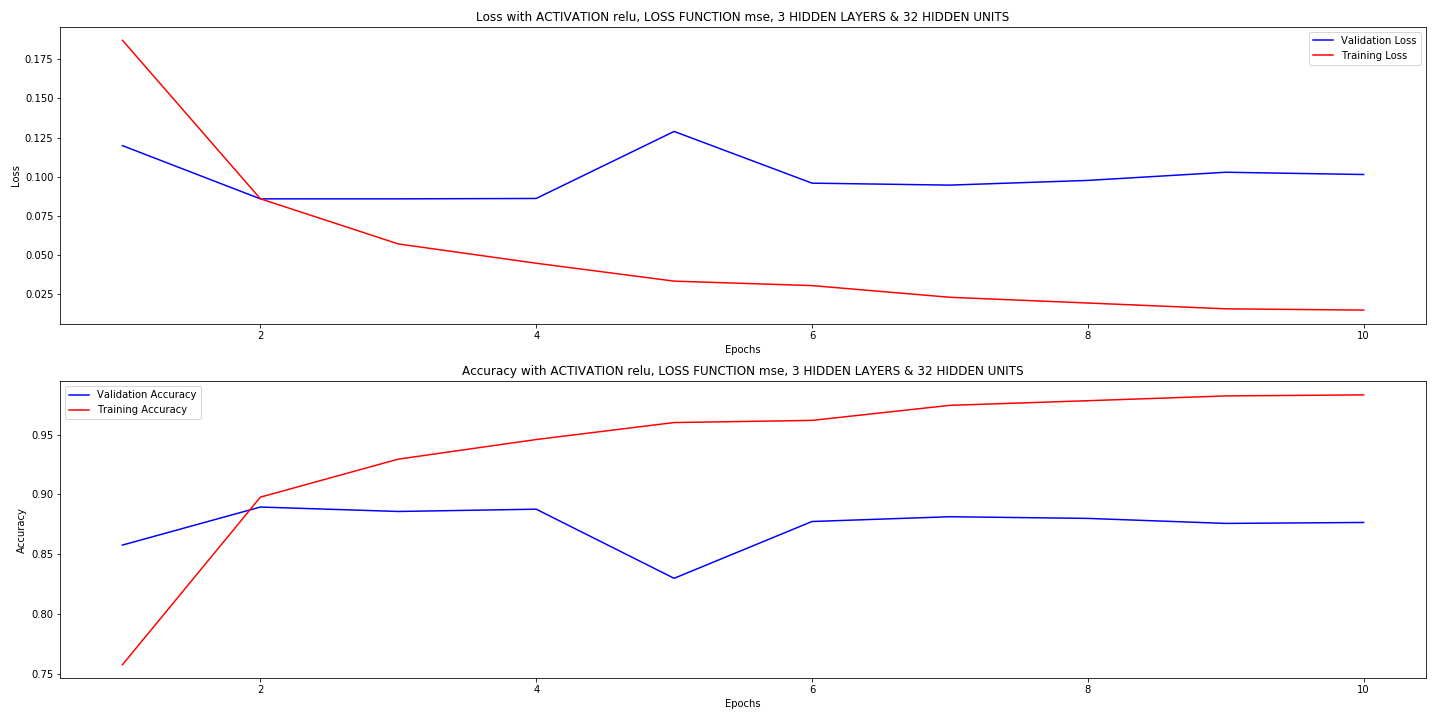 Loss with ACTIVATION relu, LOSS FUNCTION mse, 3 HIDDEN LAYERS & 32 HIDDEN UNITS
Validation Loss
Training Loss
0.175
0.150
0.125
0.100
0.075
0.050
0.025
Loss
2 4 6 8 10
Epochs
Accuracy with ACTIVATION relu, LOSS FUNCTION mse, 3 HIDDEN LAYERS & 32 HIDDEN UNITS
Validation Accuracy
Training Accuracy
0.95
0.90
0.85
0.80
0.75
Accuracy
2 4 6 8 10
Epochs